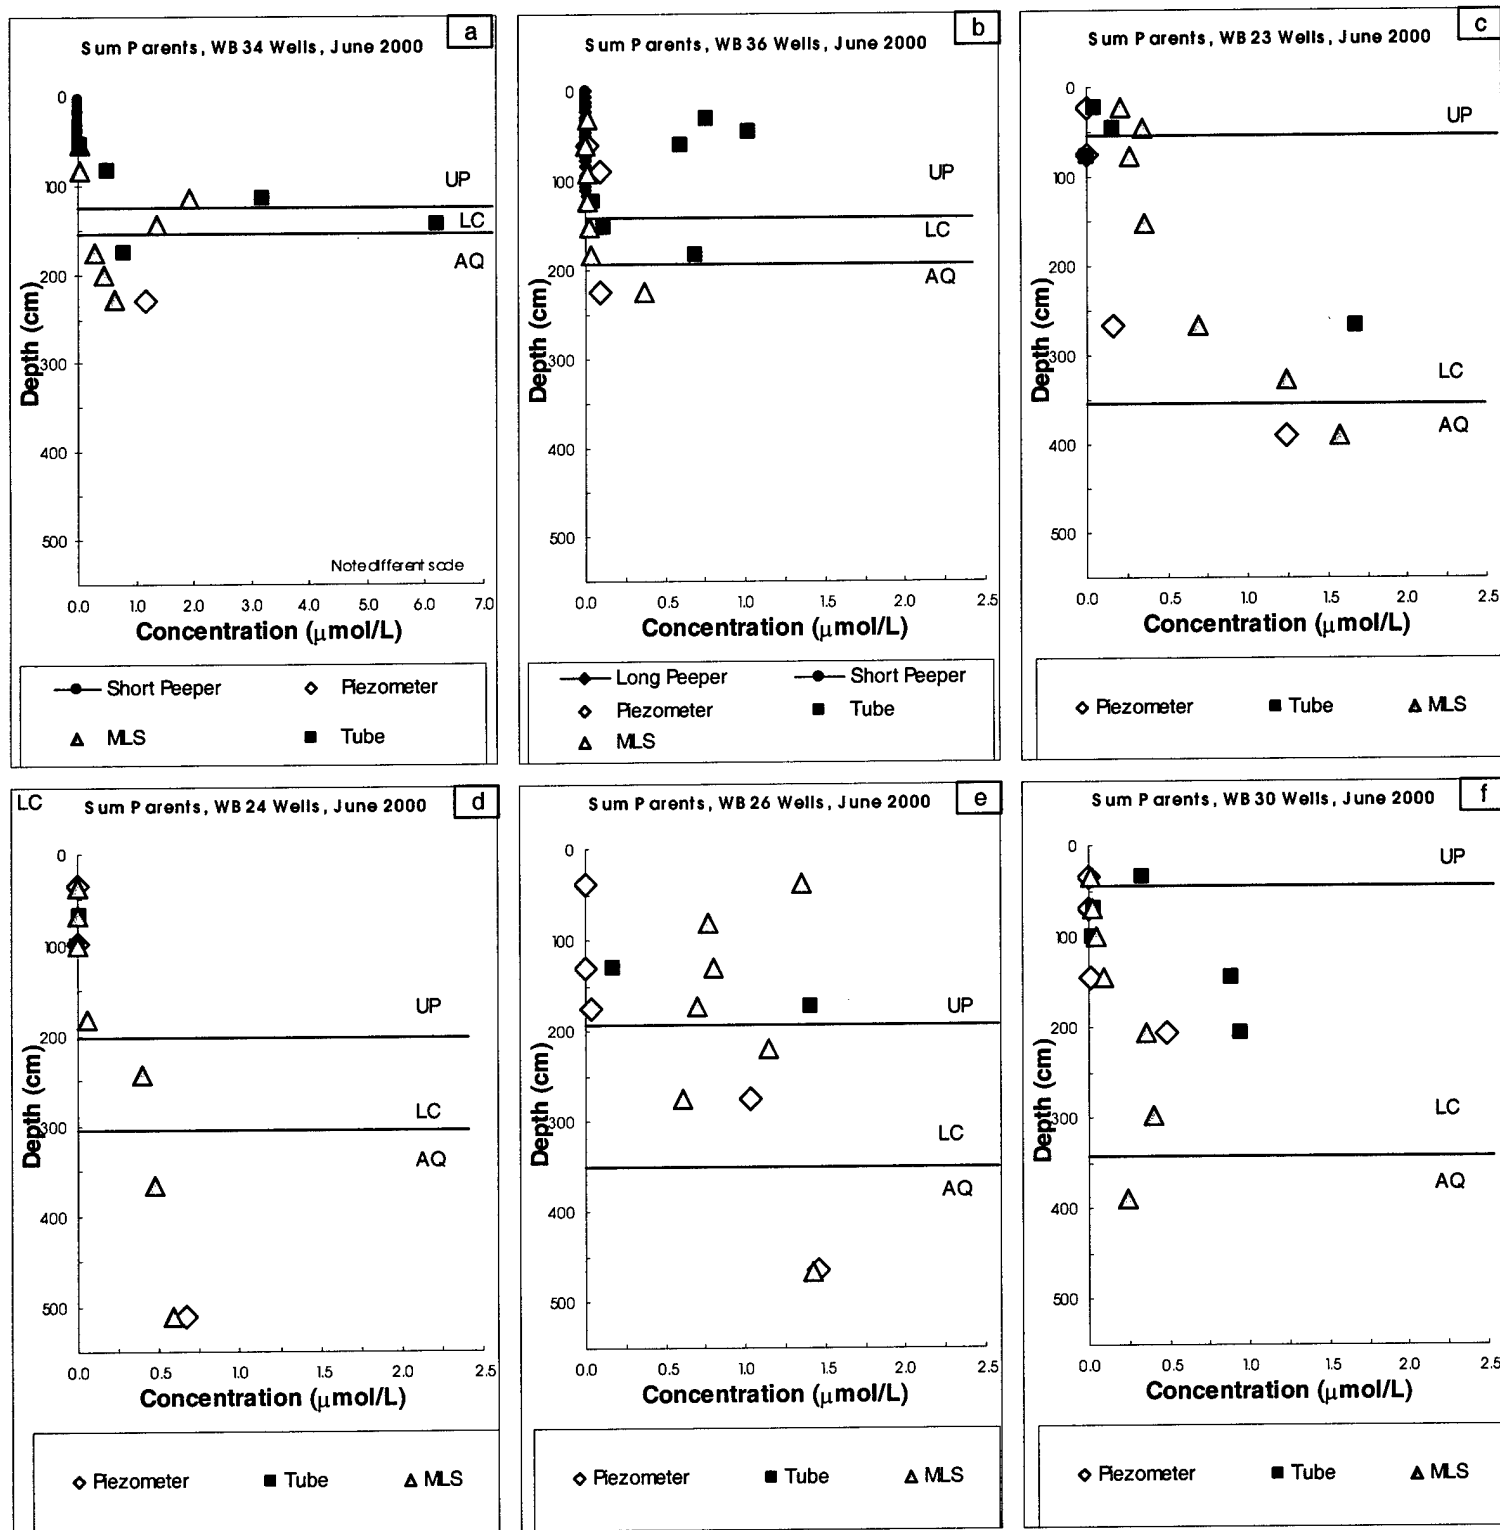 a
Sum Parents, WB 34 Wells, June 2000
0
100
200
300
400
500
Depth (cm)
UP
LC
AQ
Note different scale
0.0 1.0 2.0 3.0 4.0 5.0 6.0 7.0
Concentration (μmol/L)
Short Peeper
Piezometer
MLS
Tube
b
Sum Parents, WB 36 Wells, June 2000
0
100
200
300
400
500
Depth (cm)
UP
LC
AQ
0.0 0.5 1.0 1.5 2.0 2.5
Concentration (μmol/L)
Long Peeper
Short Peeper
Piezometer
Tube
MLS
c
Sum Parents, WB 23 Wells, June 2000
0
100
200
300
400
500
Depth (cm)
UP
LC
AQ
0.0 0.5 1.0 1.5 2.0 2.5
Concentration (μmol/L)
Piezometer
Tube
MLS
LC
d
Sum Parents, WB 24 Wells, June 2000
0
100
200
300
400
500
Depth (cm)
UP
LC
AQ
0.0 0.5 1.0 1.5 2.0 2.5
Concentration (μmol/L)
Piezometer
Tube
MLS
e
Sum Parents, WB 26 Wells, June 2000
0
100
200
300
400
500
Depth (cm)
UP
LC
AQ
0.0 0.5 1.0 1.5 2.0 2.5
Concentration (μmol/L)
Piezometer
Tube
MLS
f
Sum Parents, WB 30 Wells, June 2000
0
100
200
300
400
500
Depth (cm)
UP
LC
AQ
0.0 0.5 1.0 1.5 2.0 2.5
Concentration (μmol/L)
Piezometer
Tube
MLS